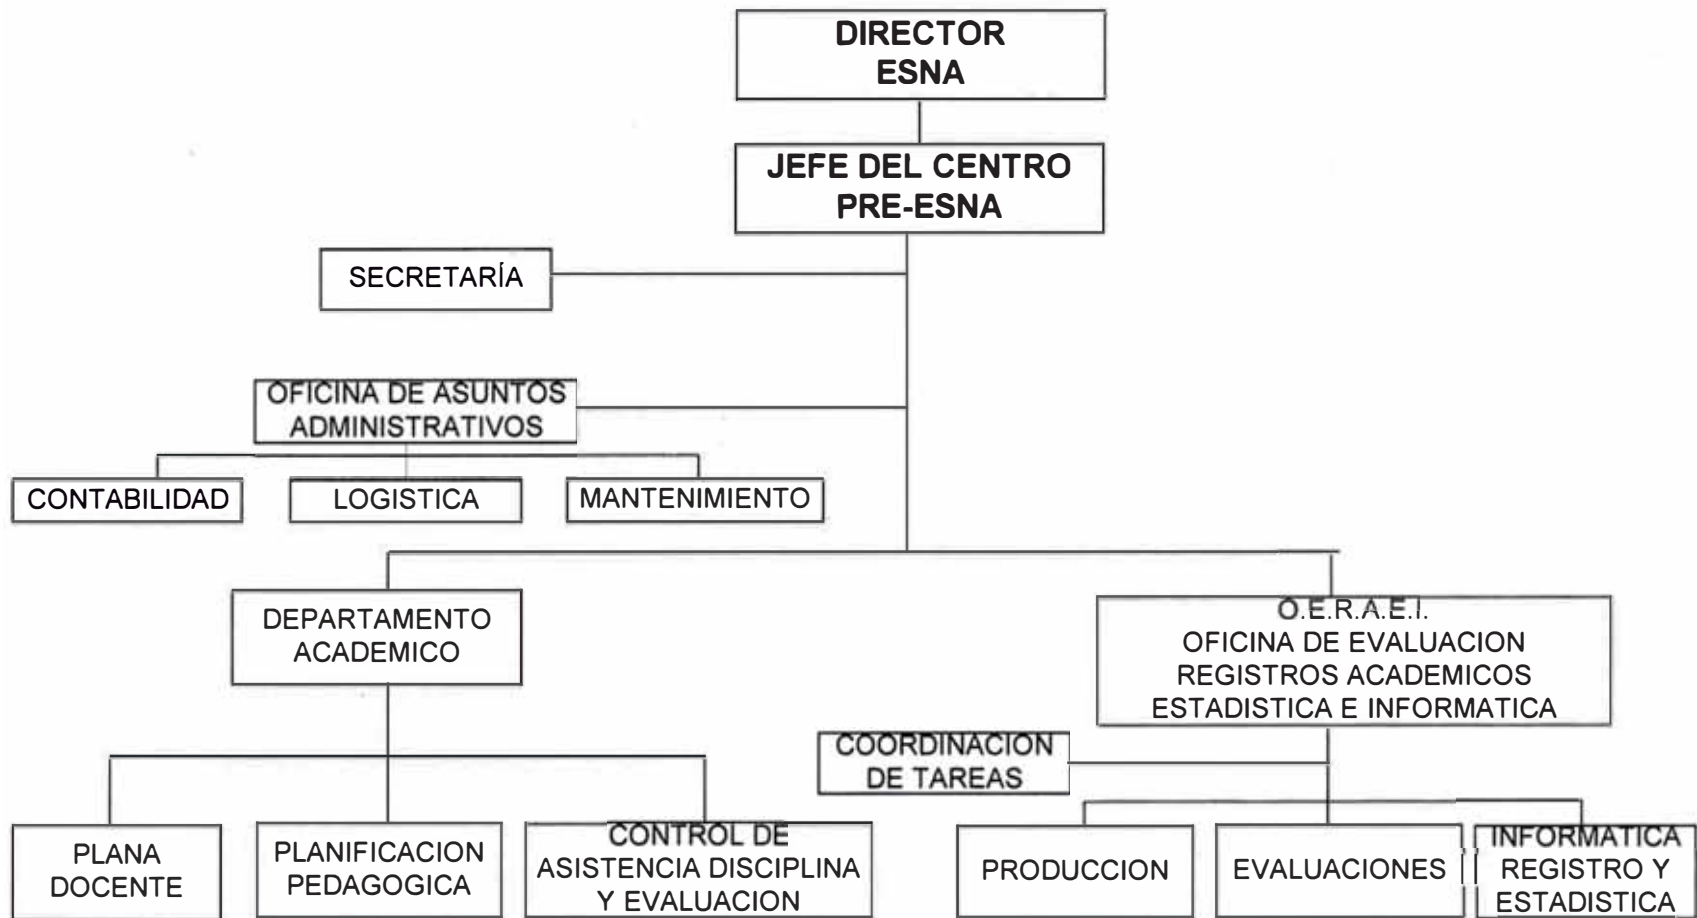 DIRECTOR
ESNA
JEFE DEL CENTRO
PRE-ESNA
SECRETARÍA
OFICINA DE ASUNTOS
ADMINISTRATIVOS
CONTABILIDAD
LOGISTICA
MANTENIMIENTO
DEPARTAMENTO
ACADEMICO
O.E.R.A.E.I.
OFICINA DE EVALUACION
REGISTROS ACADEMICOS
ESTADISTICA E INFORMATICA
COORDINACION
DE TAREAS
PLANA
DOCENTE
PLANIFICACION
PEDAGOGICA
CONTROL DE
ASISTENCIA DISCIPLINA
Y EVALUACION
PRODUCCION
EVALUACIONES
INFORMATICA
REGISTRO Y
ESTADISTICA